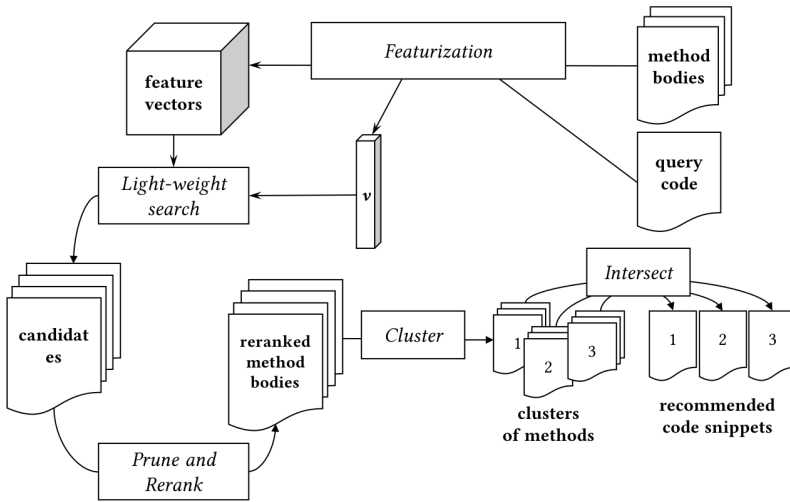 Featurization
method
bodies
feature
vectors
query
code
v
Light-weight
search
Intersect
candidat
es
reranked
method
bodies
Cluster
1
2
3
1
2
3
clusters
of methods
recommended
code snippets
Prune and
Rerank